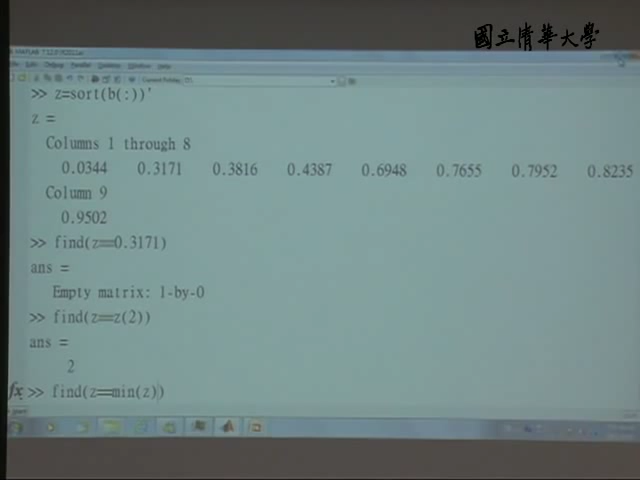 國立清華大學
>> z=sort(b(:))'
z =
Columns 1 through 8
0.0344 0.3171 0.3816 0.4387 0.6948 0.7655 0.7952 0.8235
Column 9
0.9502
>> find(z==0.3171)
ans =
Empty matrix: 1-by-0
>> find(z==z(2))
ans =
2
fx >> find(z==min(z))